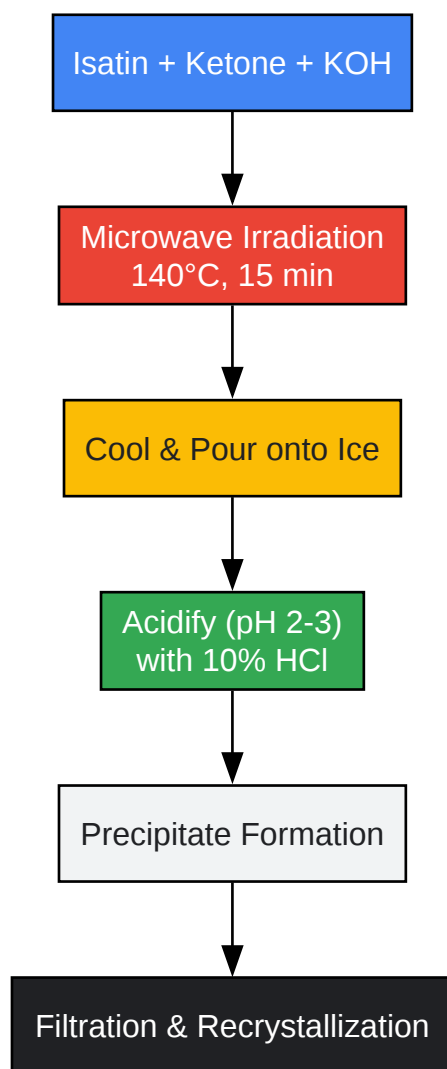 Isatin + Ketone + KOH
Microwave Irradiation
140°C, 15 min
Cool & Pour onto Ice
Acidify (pH 2-3)
with 10% HCl
Precipitate Formation
Filtration & Recrystallization